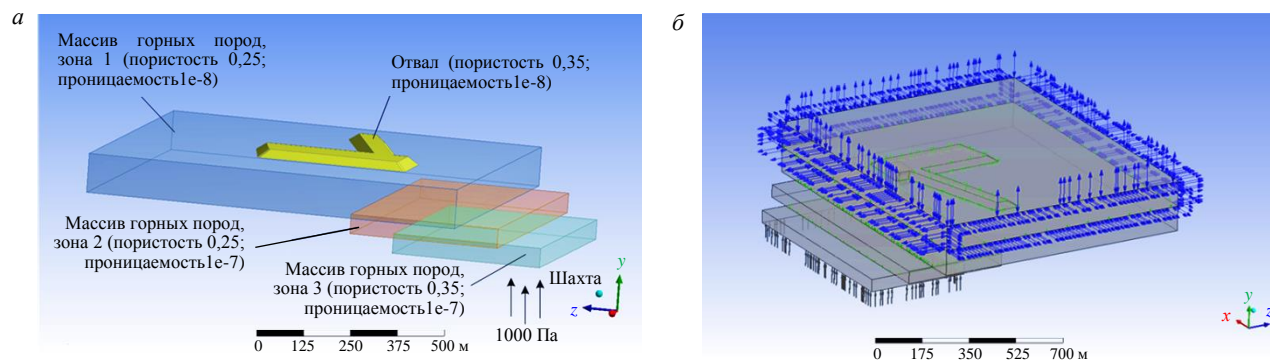 а
Массив горных пород,
зона 1 (пористость 0,25;
проницаемость1е-8)
Отвал (пористость 0,35;
проницаемость1е-8)
Массив горных пород,
зона 2 (пористость 0,25;
проницаемость1е-7)
Массив горных пород,
зона 3 (пористость 0,35;
проницаемость1е-7)
Шахта
1000 Па
y
z
0 125 250 375 500 м
б
y
x
z
0 175 350 525 700 м